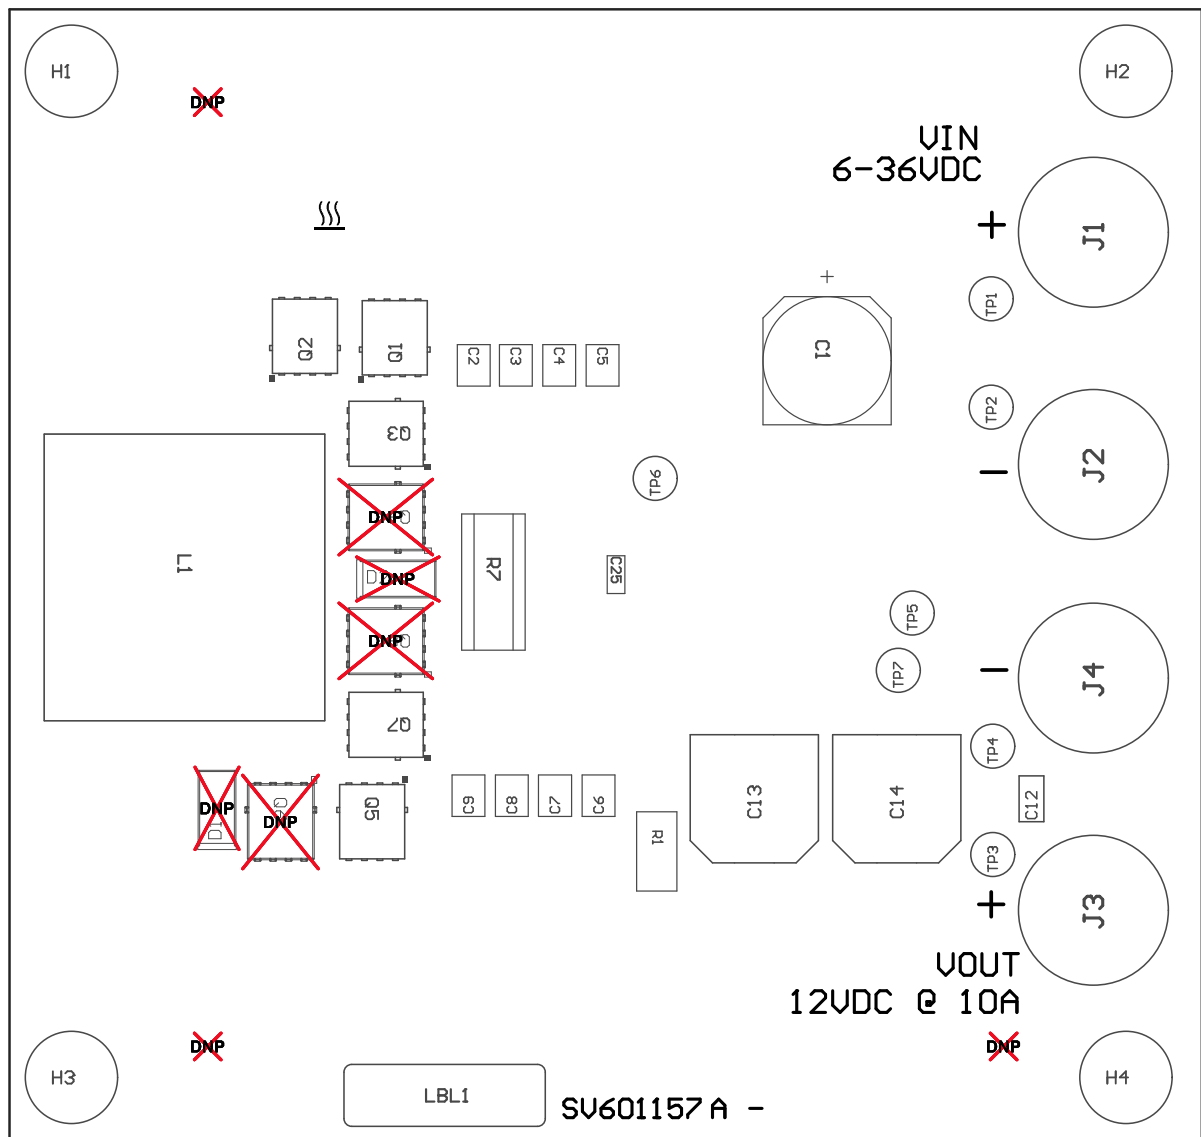 H1
H2
DNP
VIN
6-36VDC
+
J1
TP1
+
Q2
Q1
C2
C3
C4
C5
C1
TP2
Q3
J2
-
TP6
DNP
L1
DNP
R7
C25
TP5
DNP
TP7
-
J4
Q7
TP4
DNP
D1
DNP
Q5
C9
C8
C7
C6
R1
C13
C14
C12
TP3
+
J3
VOUT
12VDC @ 10A
DNP
DNP
H3
H4
LBL1
SV601157 A -